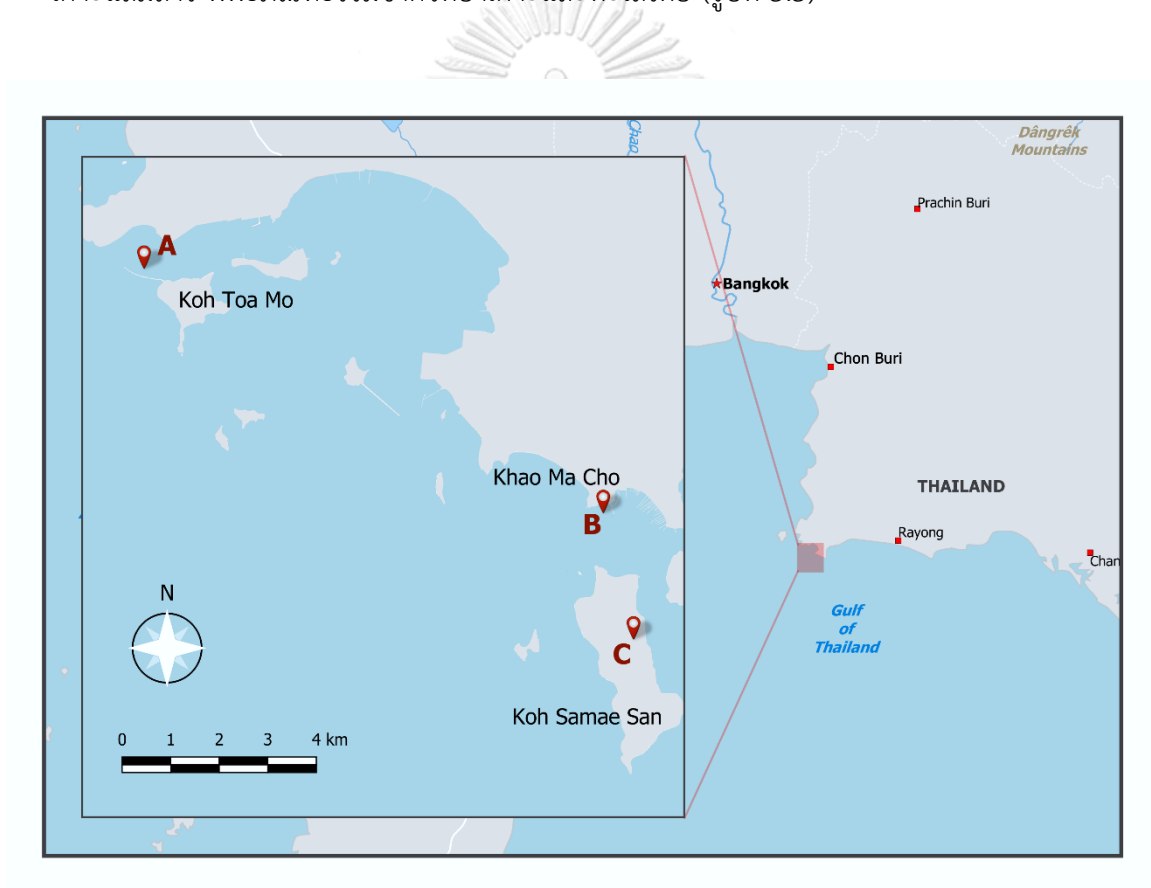 Dângrêk
Mountains
Chao
Prachin Buri
A
Koh Toa Mo
Bangkok
Chon Buri
Khao Ma Cho
B
THAILAND
Rayong
Chan
N
Gulf
of
Thailand
C
Koh Samae San
0 1 2 3 4 km